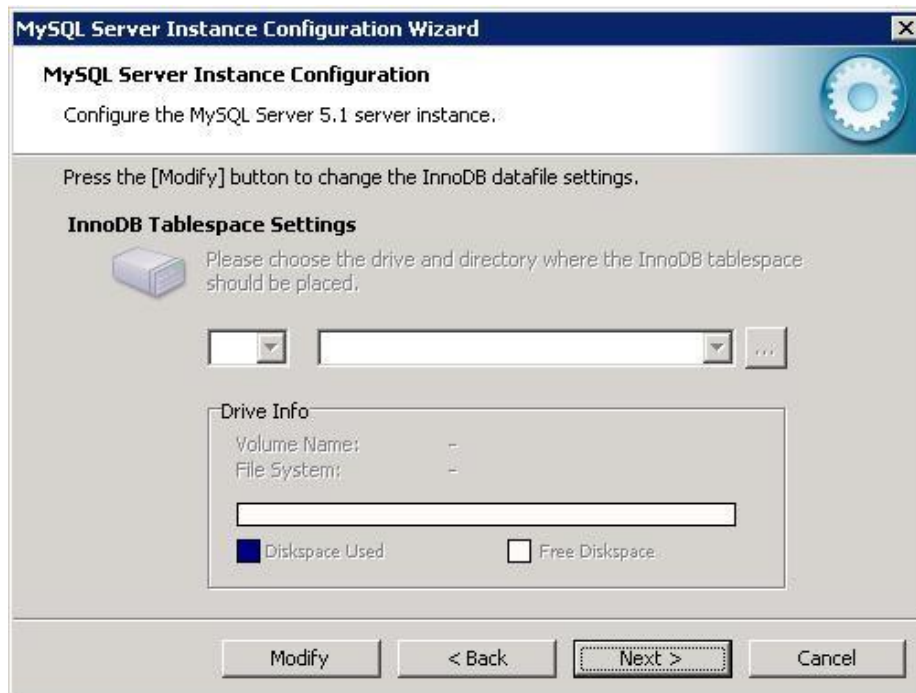 MySQL Server Instance Configuration Wizard
MySQL Server Instance Configuration
Configure the MySQL Server 5.1 server instance.
Press the [Modify] button to change the InnoDB datafile settings.
InnoDB Tablespace Settings
Please choose the drive and directory where the InnoDB tablespace
should be placed.
...
Drive Info
Volume Name: -
File System: -
Diskspace Used Free Diskspace
Modify < Back Next > Cancel